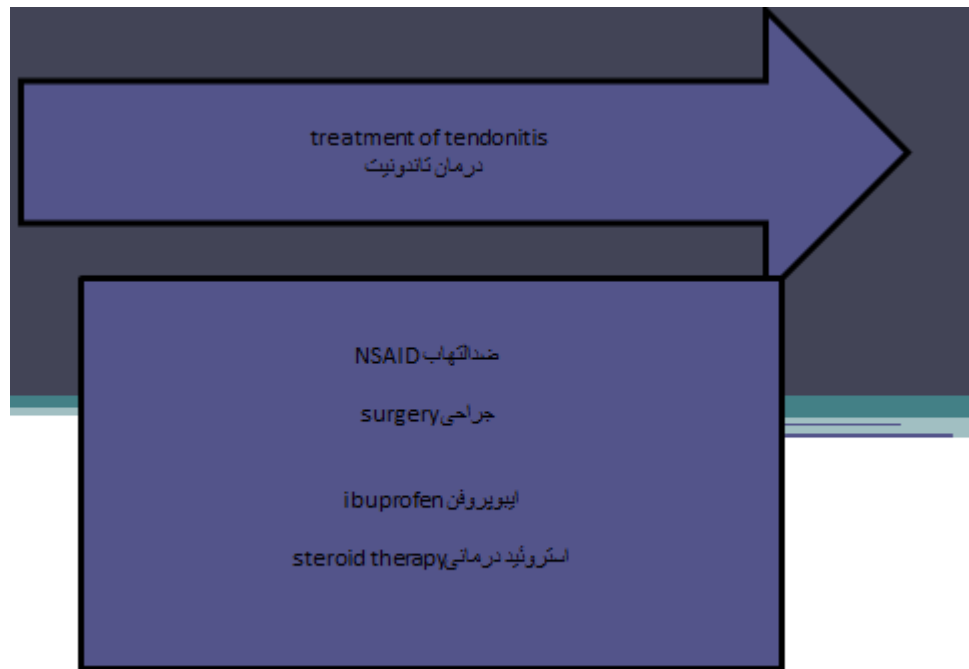 treatment of tendonitis
درمان تاندونیت
ضدالتهاب NSAID
جراحی surgery
ایبوپروفن ibuprofen
استروئید درمانی steroid therapy